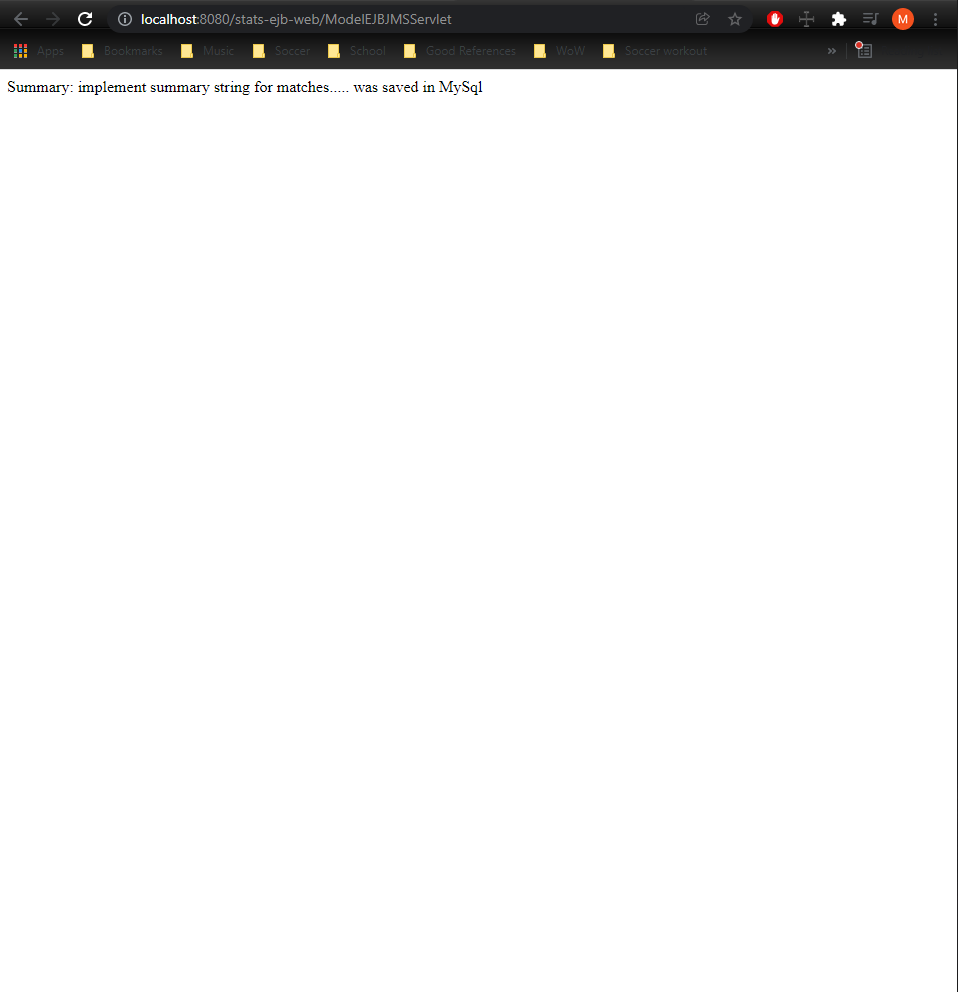 localhost:8080/stats-ejb-web/ModelEJBJMSServlet
M
Apps Bookmarks Music Soccer School Good References WoW Soccer workout »
Summary: implement summary string for matches..... was saved in MySql